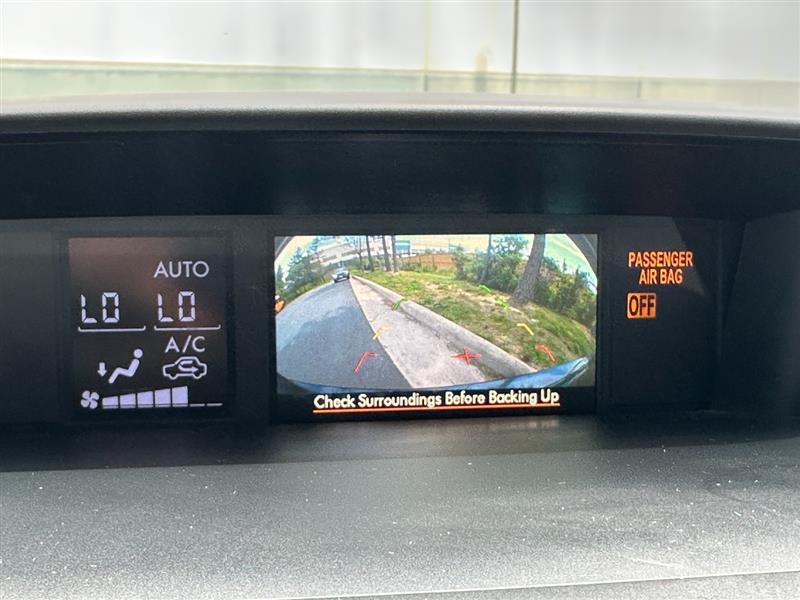 AUTO
LO LO
A/C
Check Surroundings Before Backing Up
PASSENGER
AIR BAG
OFF